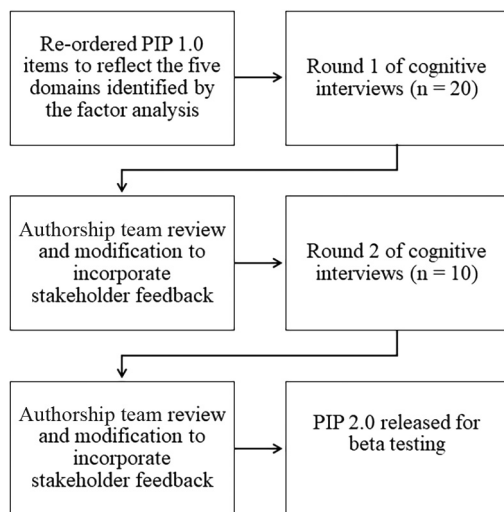 Re-ordered PIP 1.0
items to reflect the five
domains identified by
the factor analysis
Round 1 of cognitive
interviews (n = 20)
Authorship team review
and modification to
incorporate
stakeholder feedback
Round 2 of cognitive
interviews (n = 10)
Authorship team review
and modification to
incorporate
stakeholder feedback
PIP 2.0 released for
beta testing